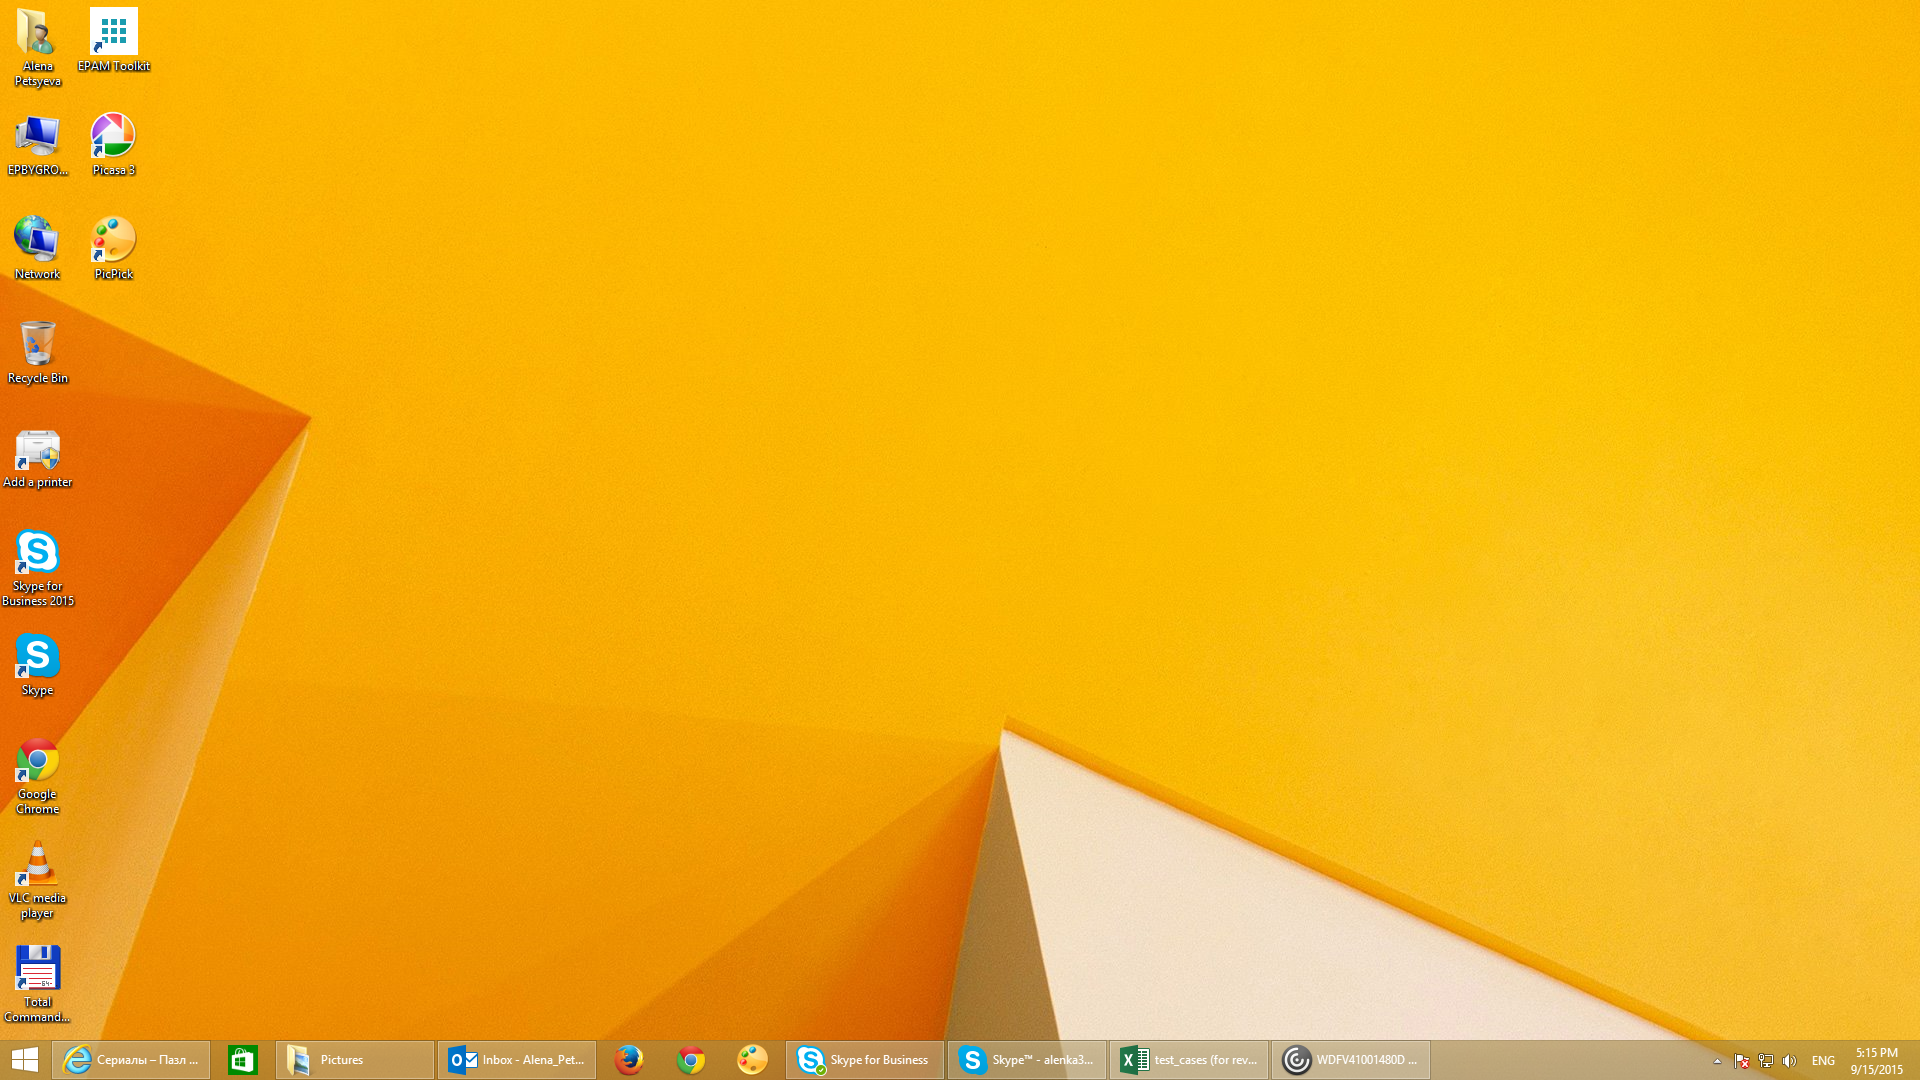 Alena
Petsyeva
EPAM Toolkit
EPBYGRO...
Picasa 3
Network
PicPick
Recycle Bin
Add a printer
Skype for
Business 2015
Skype
Google
Chrome
VLC media
player
Total
Command...
Сериалы – Пазл ...
Pictures
Inbox - Alena_Pet...
Skype for Business
Skype™ - alenka3...
test_cases (for rev...
WDFV41001480D ...
ENG
5:15 PM
9/15/2015